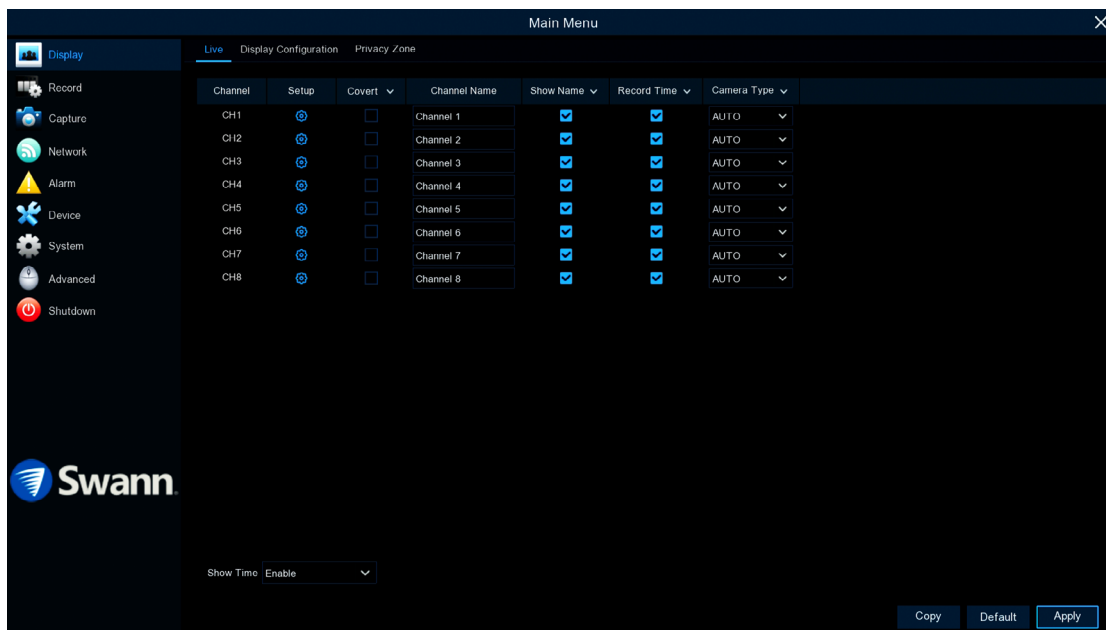 Main Menu
Display
Live Display Configuration Privacy Zone
Record
Channel Setup Covert Channel Name Show Name Record Time Camera Type
CH1 Channel 1 AUTO
Capture
CH2 Channel 2 AUTO
Network
CH3 Channel 3 AUTO
Alarm
CH4 Channel 4 AUTO
Device
CH5 Channel 5 AUTO
CH6 Channel 6 AUTO
System
CH7 Channel 7 AUTO
Advanced
CH8 Channel 8 AUTO
Shutdown
Swann.
Show Time Enable
Copy Default Apply